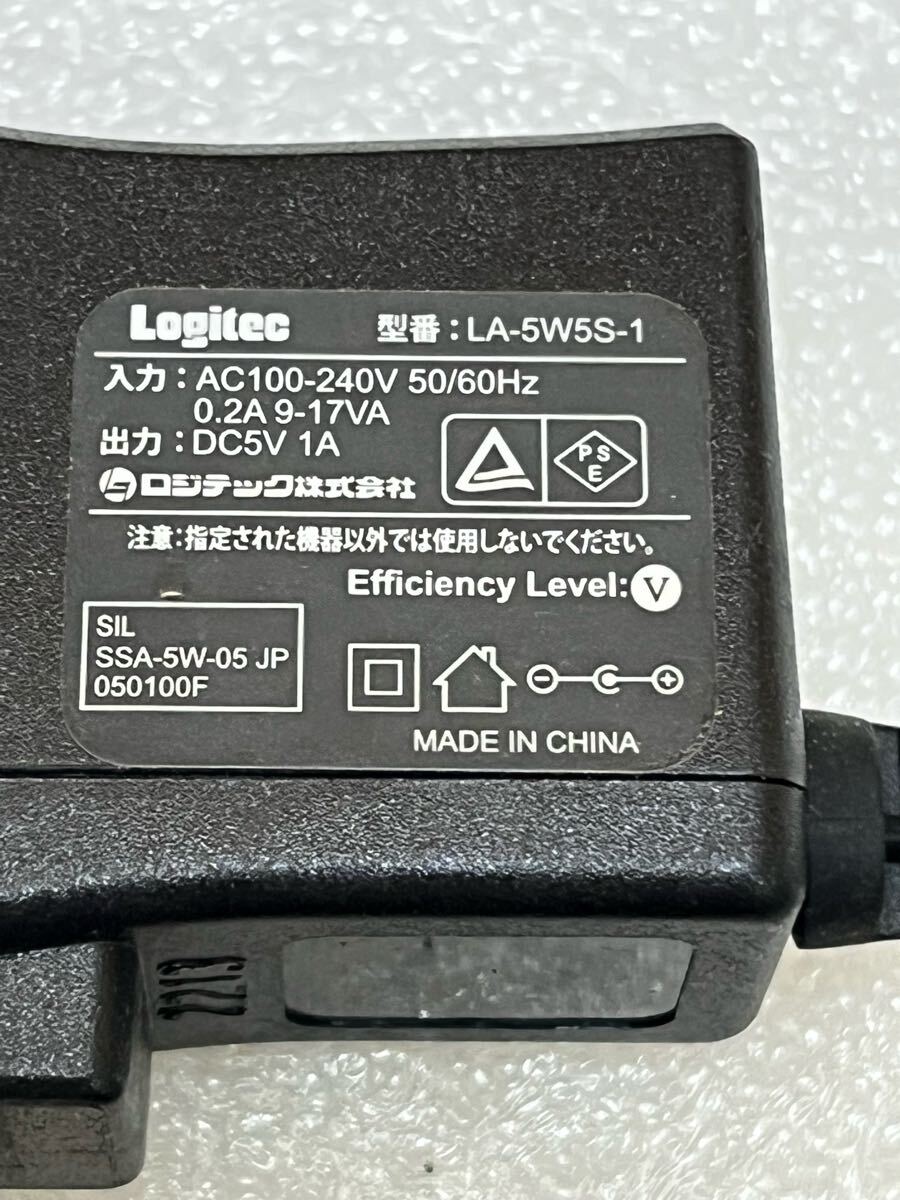 Logitec 型番：LA-5W5S-1
入力：AC100-240V 50/60Hz
0.2A 9-17VA
出力：DC5V 1A
ロジテック株式会社
PS
E
注意：指定された機器以外では使用しないでください。
Efficiency Level: V
SIL
SSA-5W-05 JP
050100F
MADE IN CHINA